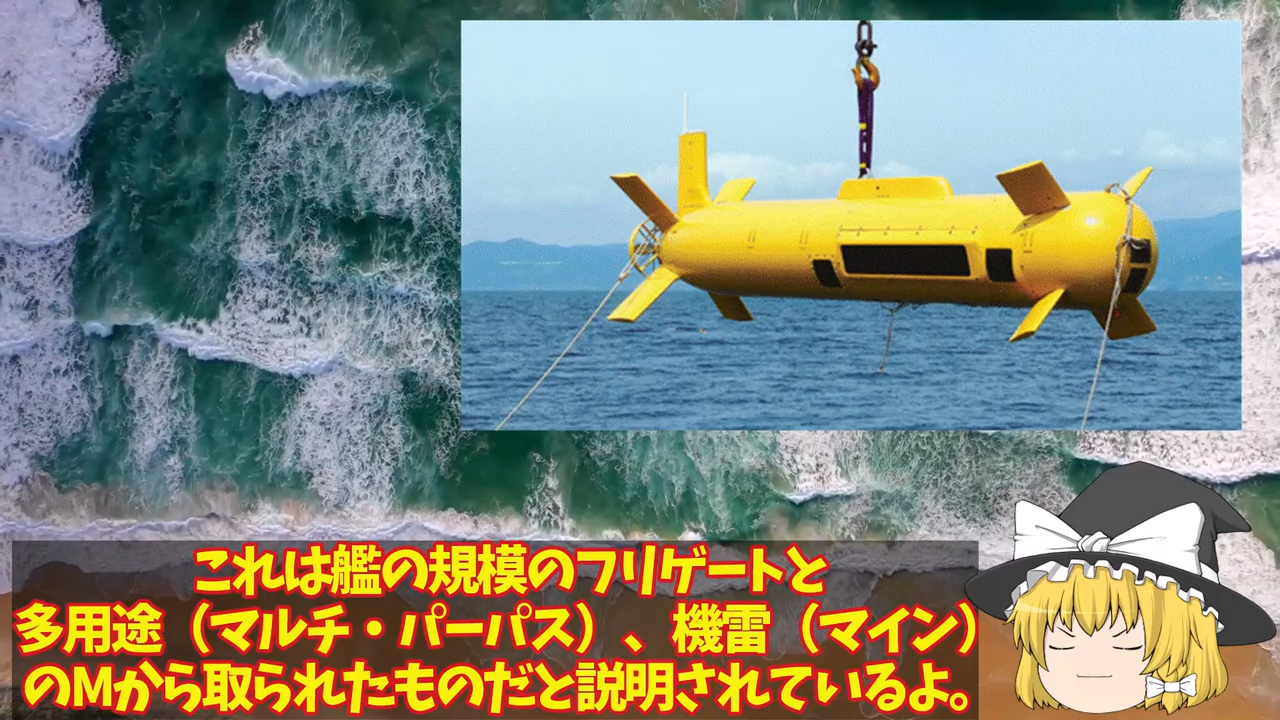 これは艦の規模のフリゲートと
多用途（マルチ・パーパス）、機雷（マイン）
のMから取られたものだと説明されているよ。